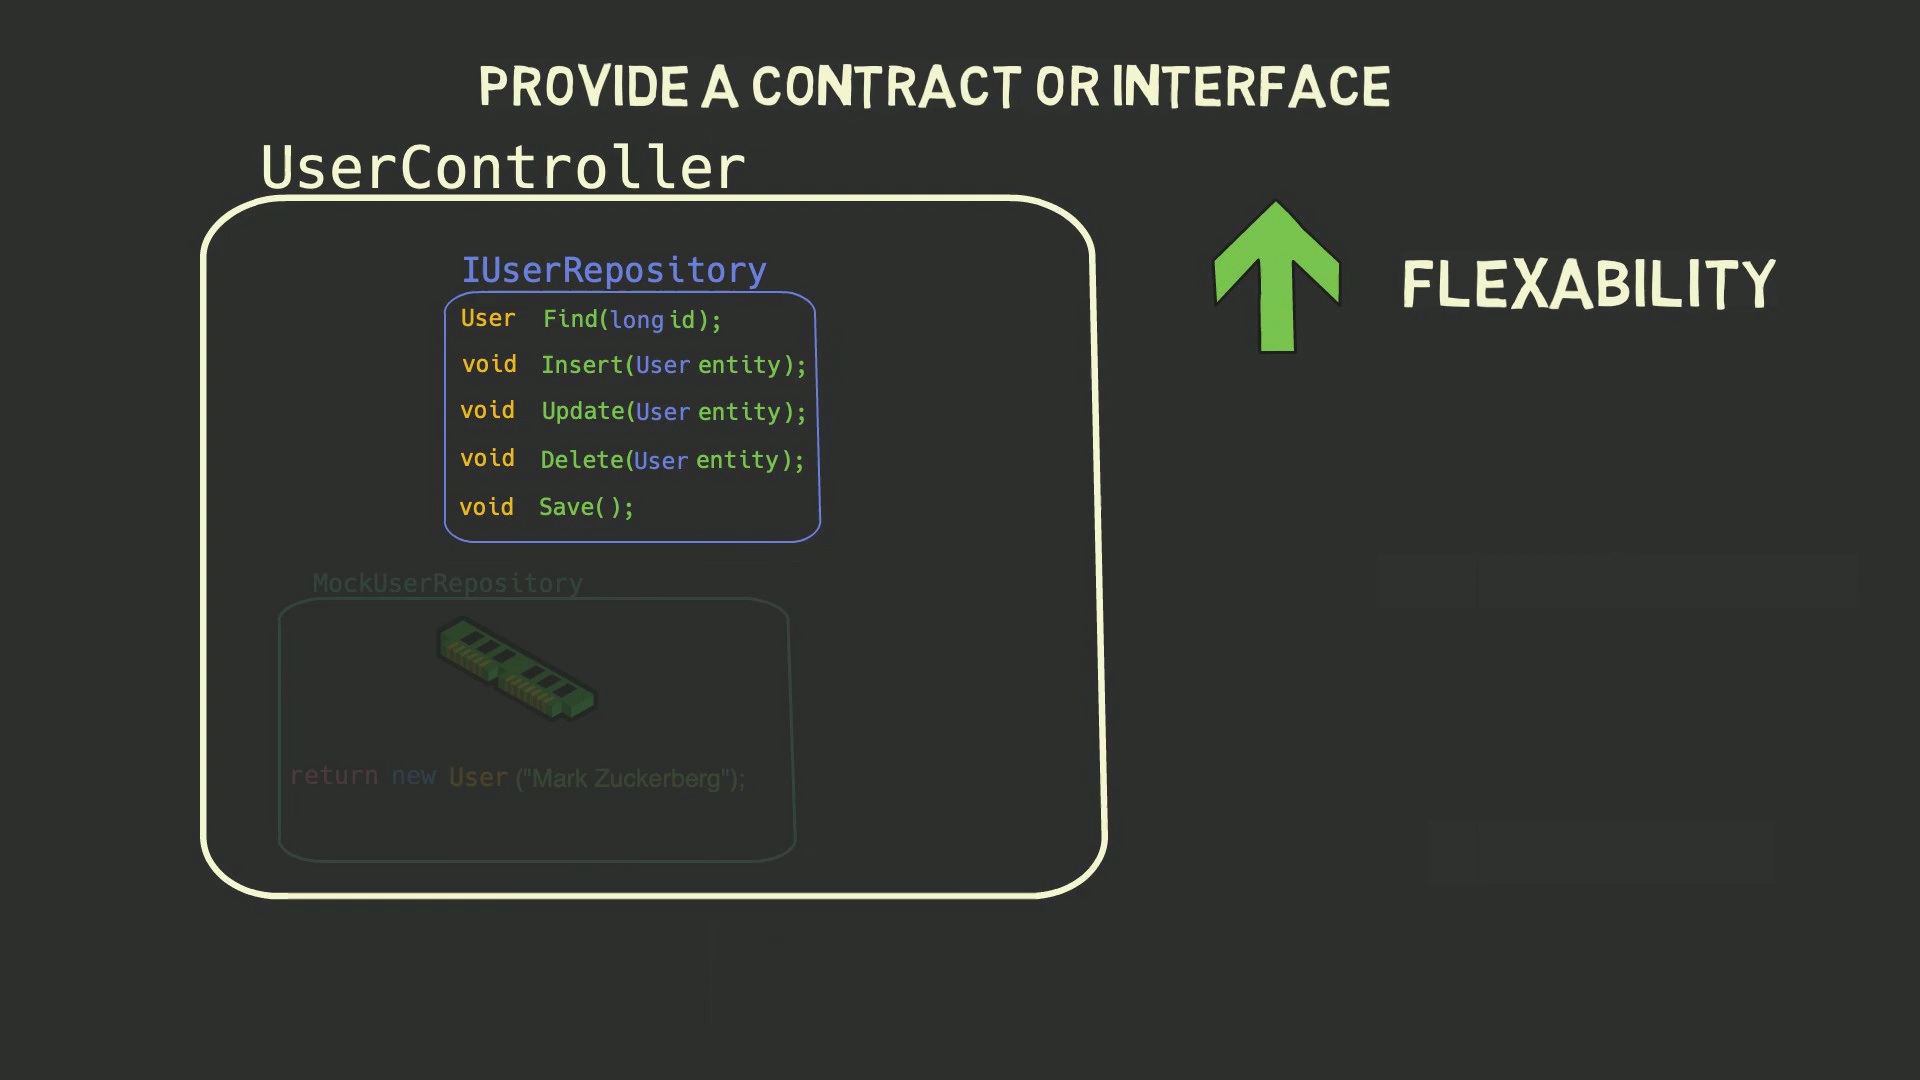 PROVIDE A CONTRACT OR INTERFACE
UserController
IUserRepository
User Find(long id);
void Insert(User entity);
void Update(User entity);
void Delete(User entity);
void Save();
MockUserRepository
return new User ("Mark Zuckerberg");
FLEXABILITY